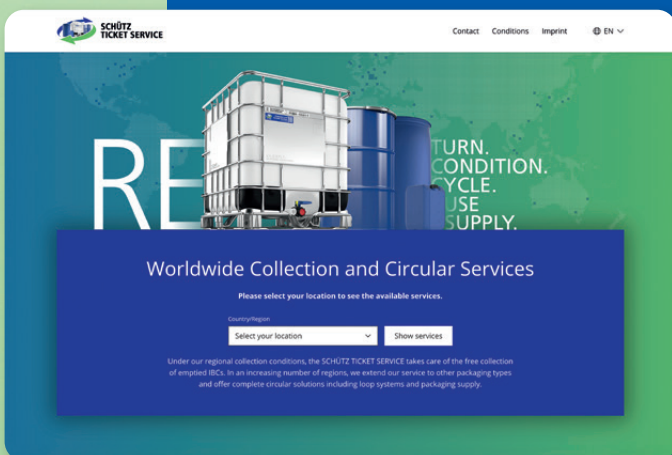 SCHÜTZ
TICKET SERVICE
Contact Conditions Imprint EN
RE
TURN.
CONDITION.
CYCLE.
USE
SUPPLY.
Worldwide Collection and Circular Services
Please select your location to see the available services.
Country/Region
Select your location Show services
Under our regional collection conditions, the SCHÜTZ TICKET SERVICE takes care of the free collection
of emptied IBCs. In an increasing number of regions, we extend our service to other packaging types
and offer complete circular solutions including loop systems and packaging supply.